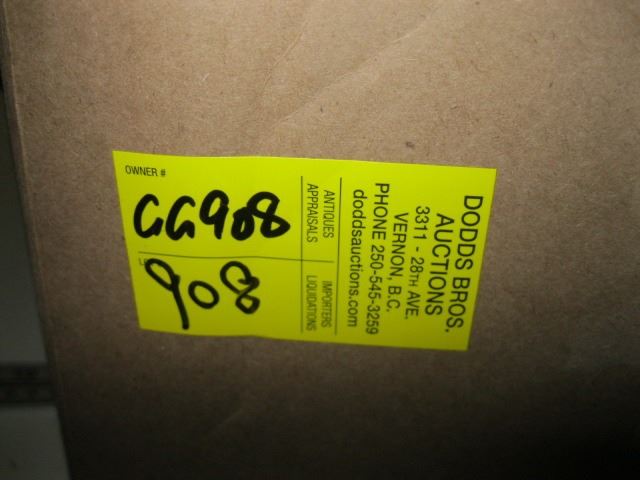 DODDS BROS.
AUCTIONS
3311 - 28TH AVE.
VERNON, B.C.
PHONE 250-545-3259
doddsauctions.com
ANTIQUES IMPORTERS
APPRAISALS LIQUIDATIONS
OWNER #
GG908
908